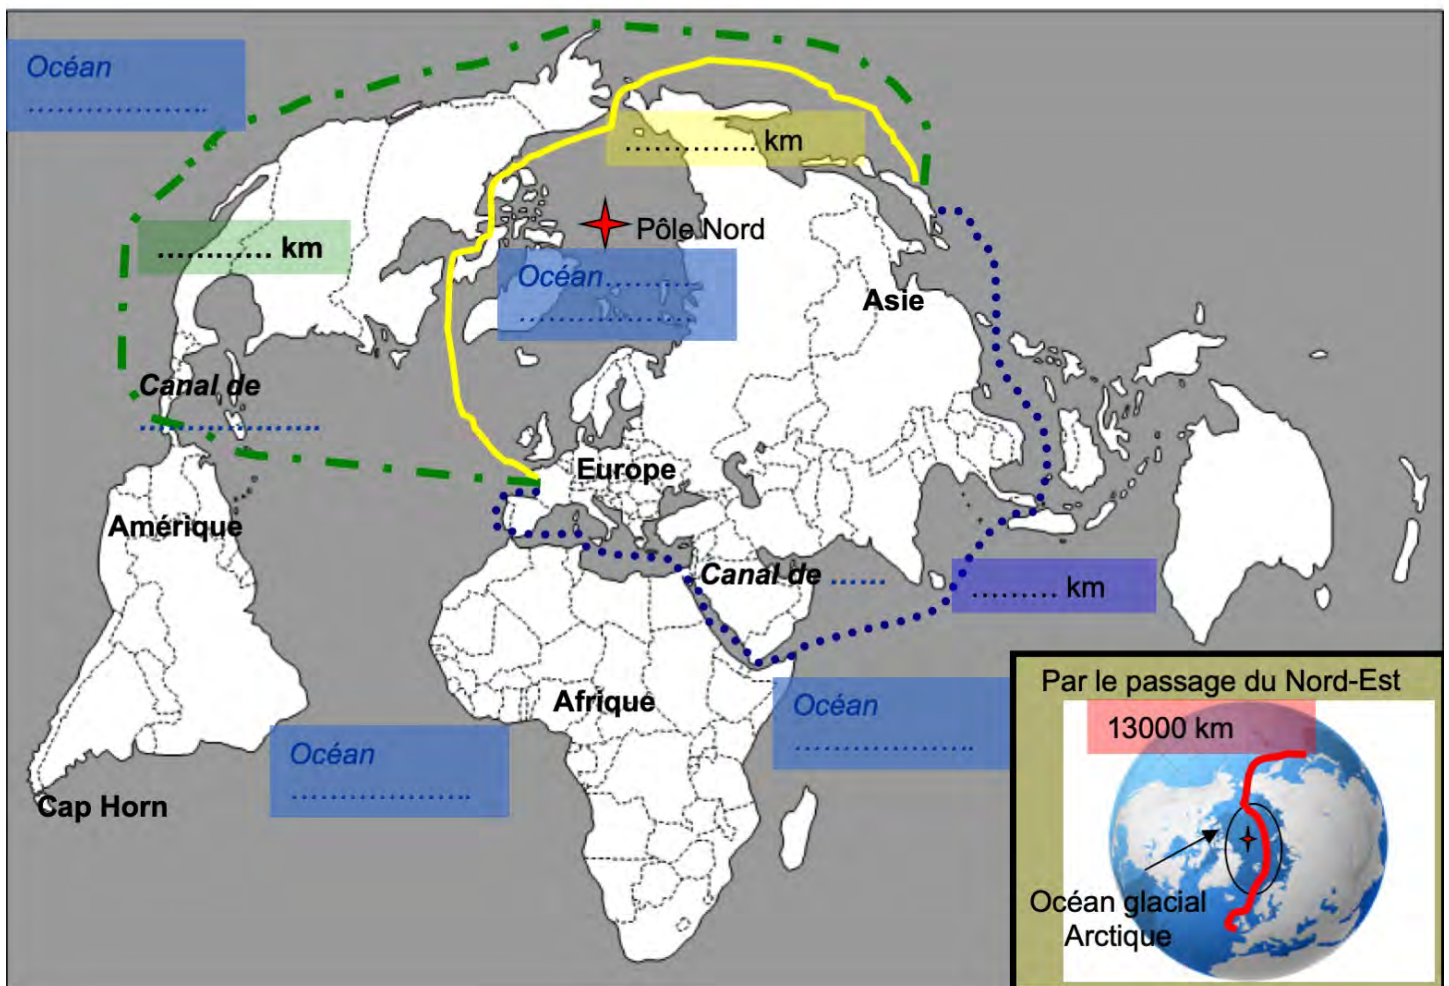 Océan
………………..
………….. km
Pôle Nord
………… km
Océan.………
……………….
Asie
Canal de
………………..
Europe
Amérique
Canal de ……
……… km
Par le passage du Nord-Est
13000 km
Afrique
Océan
………………..
Océan
………………..
Cap Horn
Océan glacial
Arctique